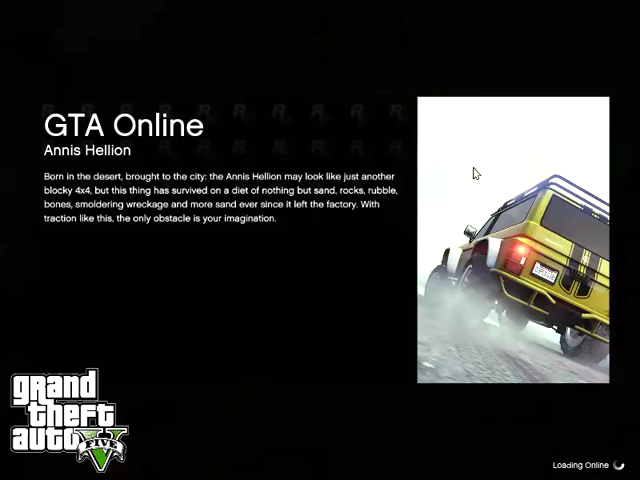 GTA Online
Annis Hellion
Born in the desert, brought to the city: the Annis Hellion may look like just another
blocky 4x4, but this thing has survived on a diet of nothing but sand, rocks, rubble,
bones, smoldering wreckage and more sand ever since it left the factory. With
traction like this, the only obstacle is your imagination.
grand
theft
auto
FIVE
Loading Online